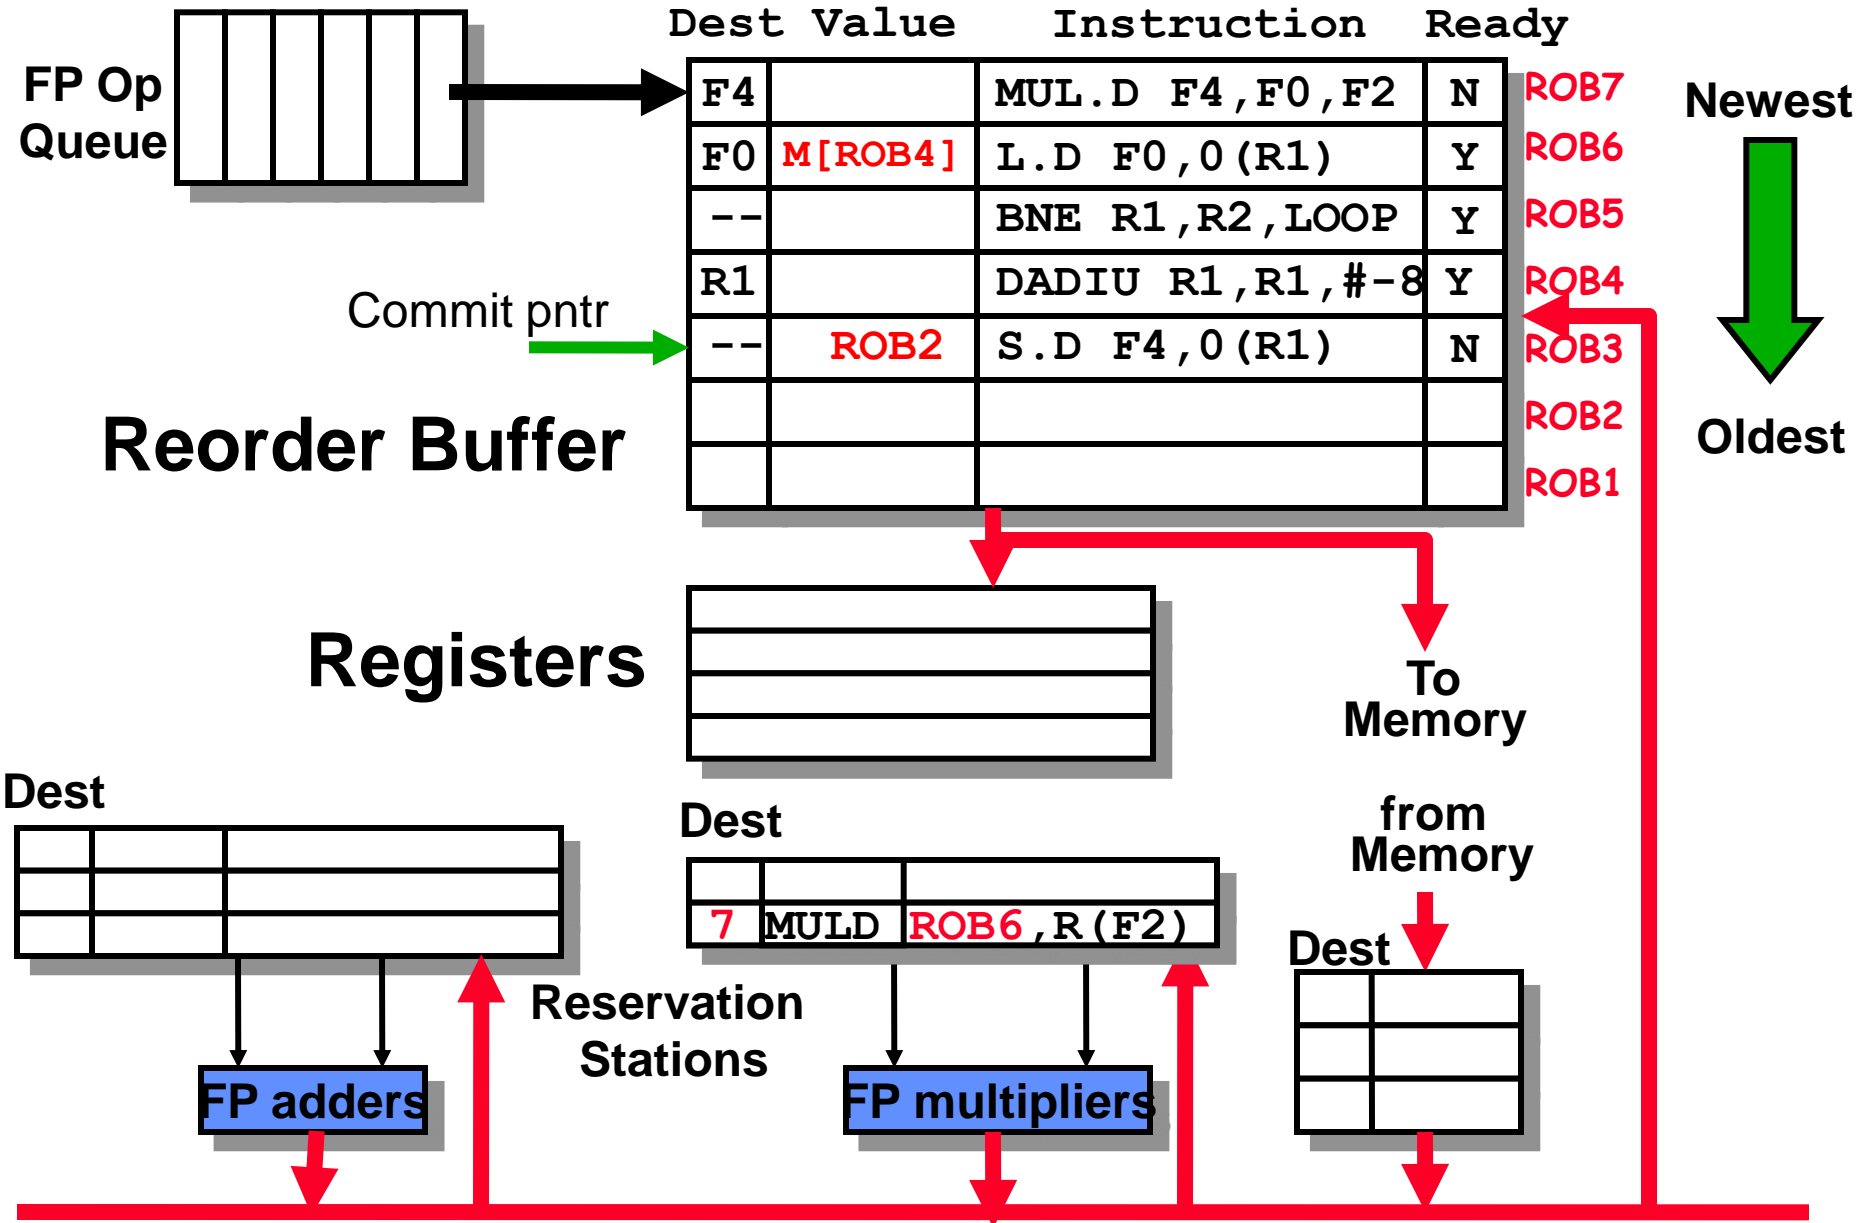 Dest Value Instruction Ready
FP Op
Queue
F4 MUL.D F4,F0,F2 N ROB7
F0 M[ROB4] L.D F0,0(R1) Y ROB6
-- BNE R1,R2,LOOP Y ROB5
R1 DADIU R1,R1,#-8 Y ROB4
-- ROB2 S.D F4,0(R1) N ROB3
ROB2
ROB1
Newest
Oldest
Commit pntr
Reorder Buffer
Registers
To
Memory
from
Memory
Dest
Dest
7 MULD ROB6,R(F2)
Dest
Reservation
Stations
FP adders
FP multipliers